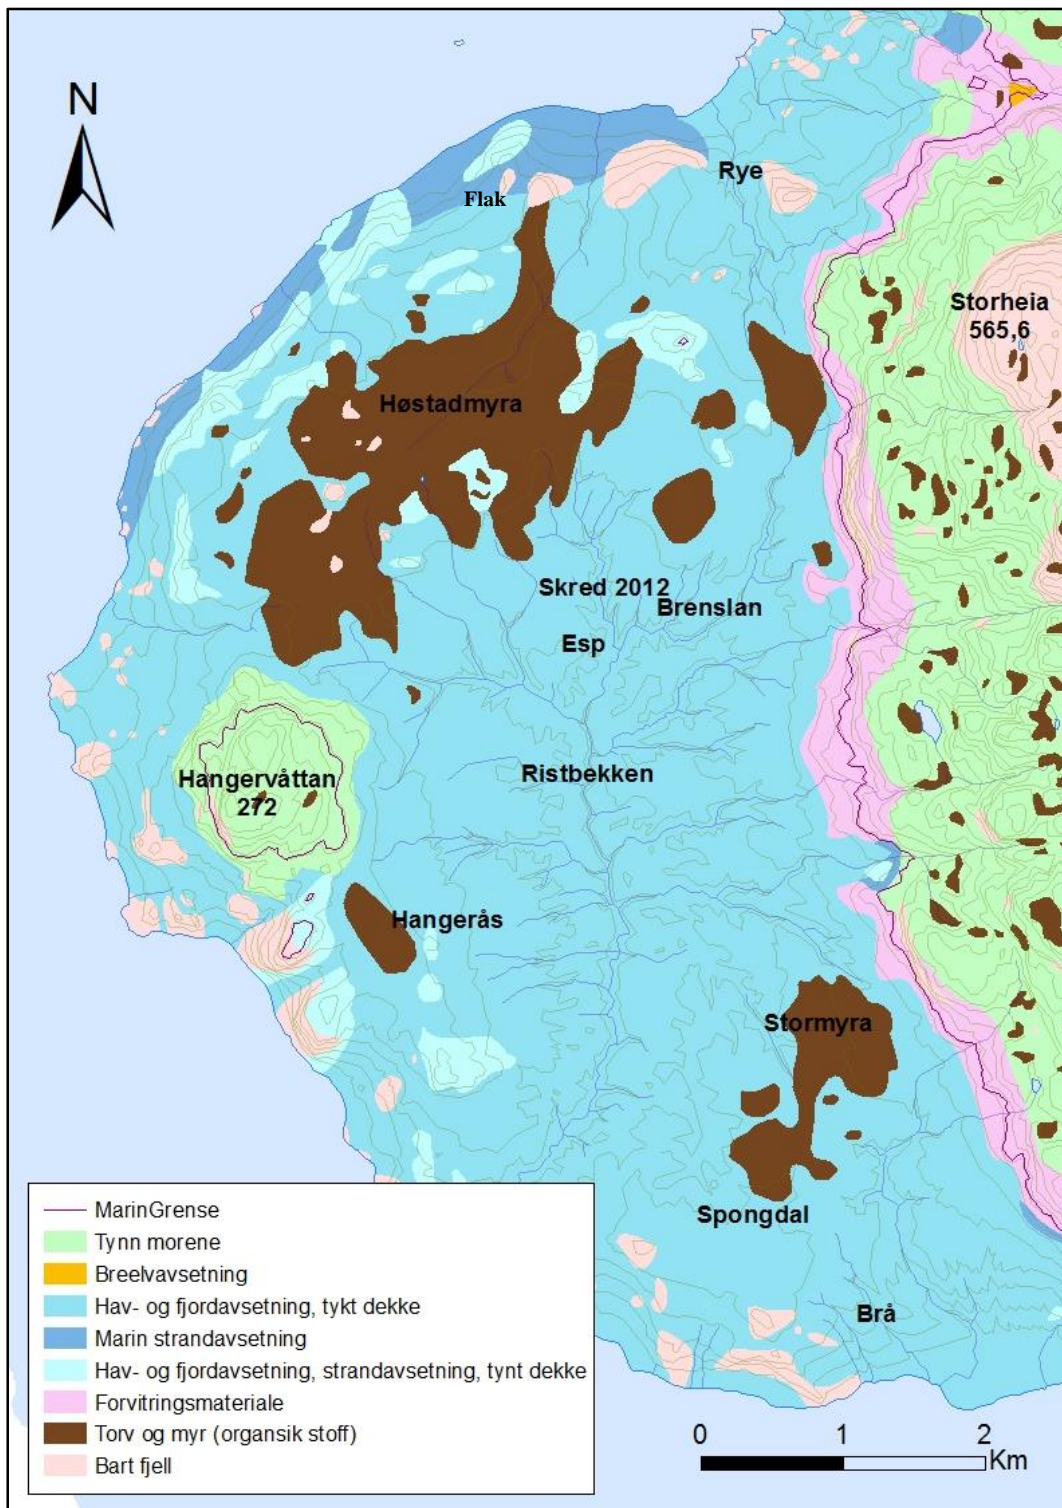 N
Rye
Flak
Storheia
565,6
Høstadmyra
Skred 2012
Brenslan
Esp
Ristbekken
Hangervåttan
272
Hangerås
Stormyra
Spongdal
Brå
MarinGrense
Tynn morene
Breelvavsetning
Hav- og fjordavsetning, tykt dekke
Marin strandavsetning
Hav- og fjordavsetning, strandavsetning, tynt dekke
Forvitringsmateriale
Torv og myr (organsik stoff)
Bart fjell
0 1 2
Km